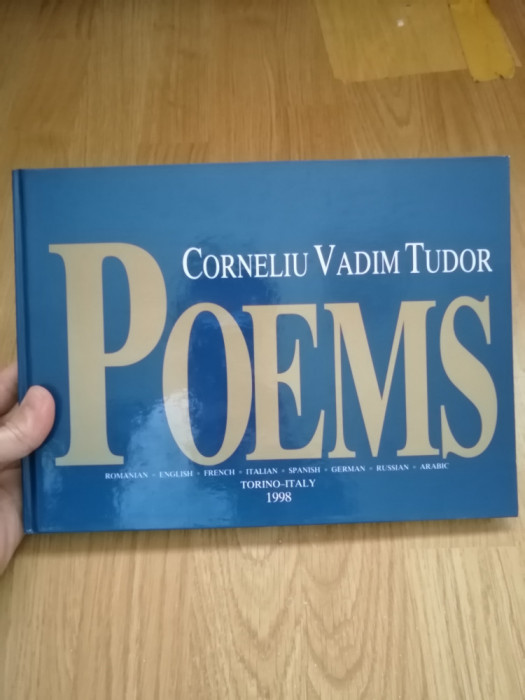 CORNELIU VADIM TUDOR
POEMS
ROMANIAN • ENGLISH • FRENCH • ITALIAN • SPANISH • GERMAN • RUSSIAN • ARABIC
TORINO-ITALY
1998